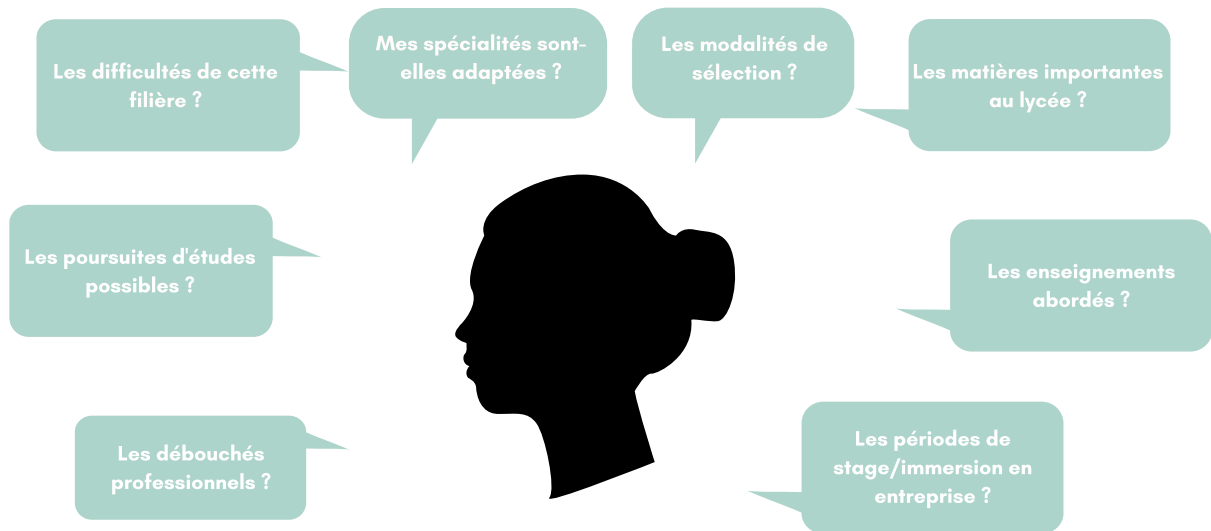 Les difficultés de cette
filière ?
Mes spécialités sont-
elles adaptées ?
Les modalités de
sélection ?
Les matières importantes
au lycée ?
Les poursuites d'études
possibles ?
Les enseignements
abordés ?
Les débouchés
professionnels ?
Les périodes de
stage/immersion en
entreprise ?